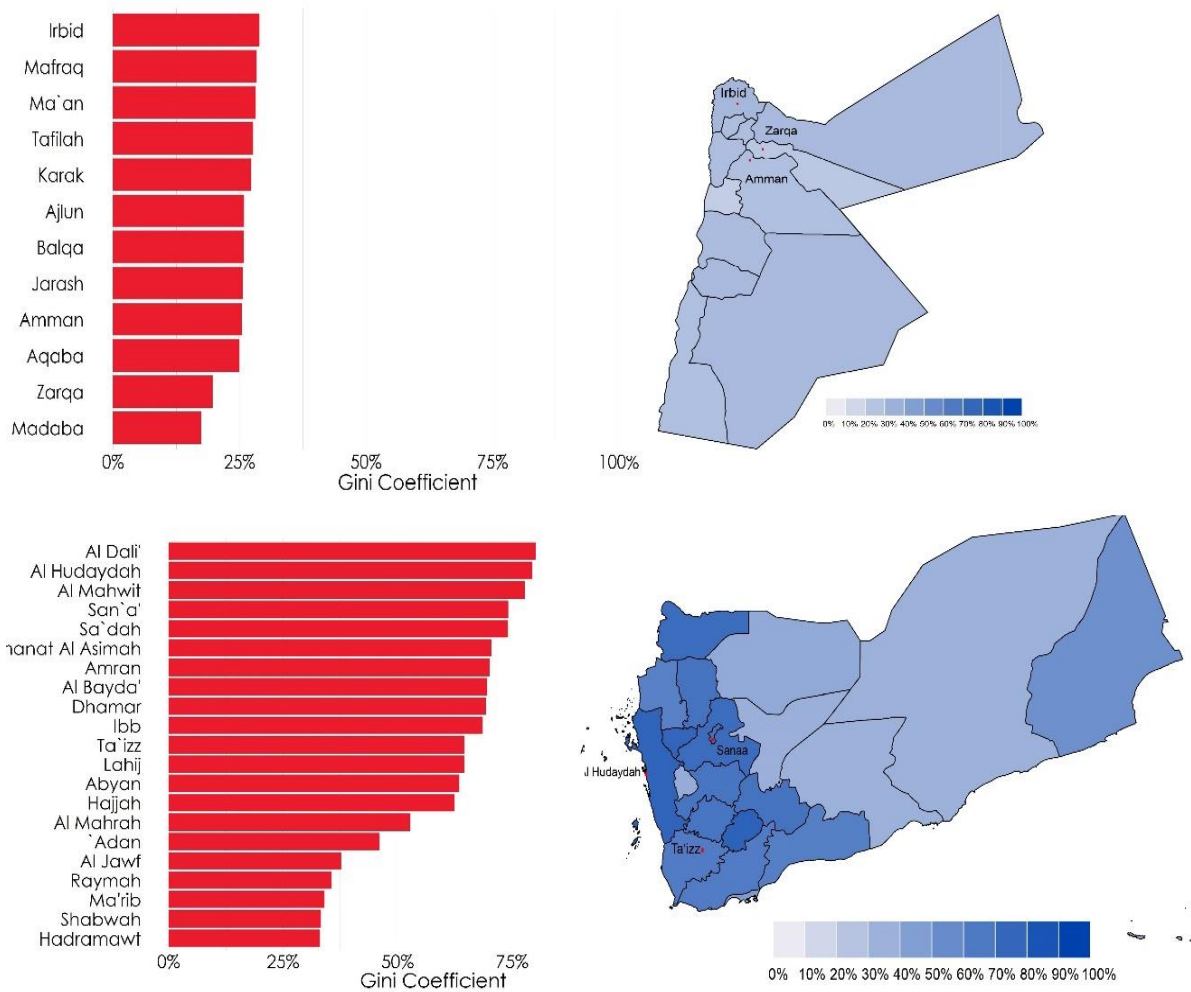 Irbid
Mafraq
Ma`an
Tafilah
Karak
Ajlun
Balqa
Jarash
Amman
Aqaba
Zarqa
Madaba
0% 25% 50% 75% 100%
Gini Coefficient
Irbid
Zarqa
Amman
0% 10% 20% 30% 40% 50% 60% 70% 80% 90% 100%
Al Dali'
Al Hudaydah
Al Mahwit
San`a'
Sa`dah
nanat Al Asimah
Amran
Al Bayda'
Dhamar
Ibb
Ta`izz
Lahij
Abyan
Hajjah
Al Mahrah
`Adan
Al Jawf
Raymah
Ma'rib
Shabwah
Hadramawt
0% 25% 50% 75%
Gini Coefficient
Sanaa
l Hudaydah
Ta'izz
0% 10% 20% 30% 40% 50% 60% 70% 80% 90% 100%